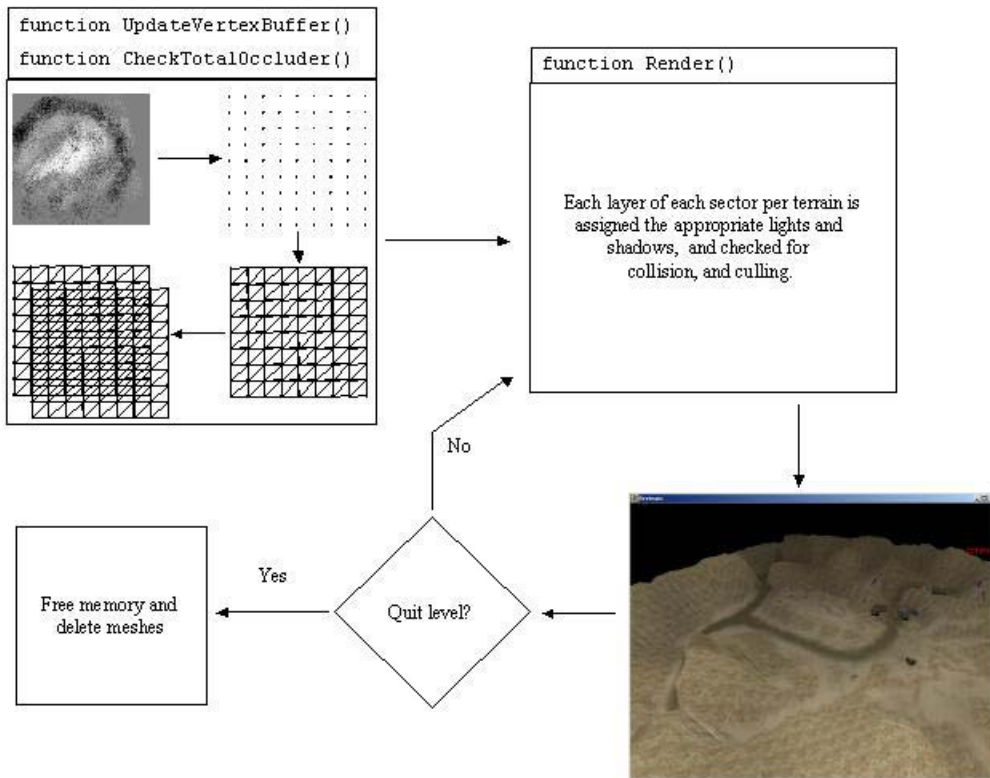 function UpdateVertexBuffer()
function CheckTotalOccluder()
function Render()
Each layer of each sector per terrain is
assigned the appropriate lights and
shadows, and checked for
collision, and culling.
No
Yes
Quit level?
Free memory and
delete meshes